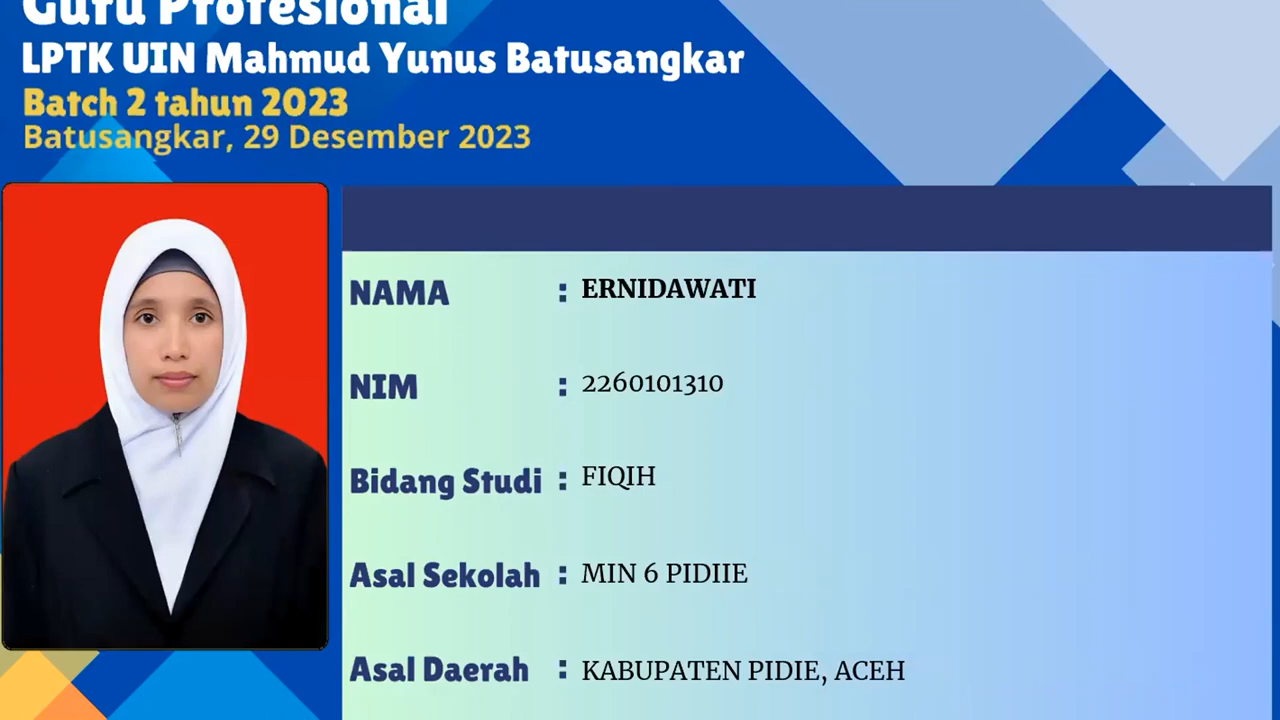 Guru Profesional
LPTK UIN Mahmud Yunus Batusangkar
Batch 2 tahun 2023
Batusangkar, 29 Desember 2023
NAMA : ERNIDAWATI
NIM : 2260101310
Bidang Studi : FIQIH
Asal Sekolah : MIN 6 PIDIIE
Asal Daerah : KABUPATEN PIDIE, ACEH